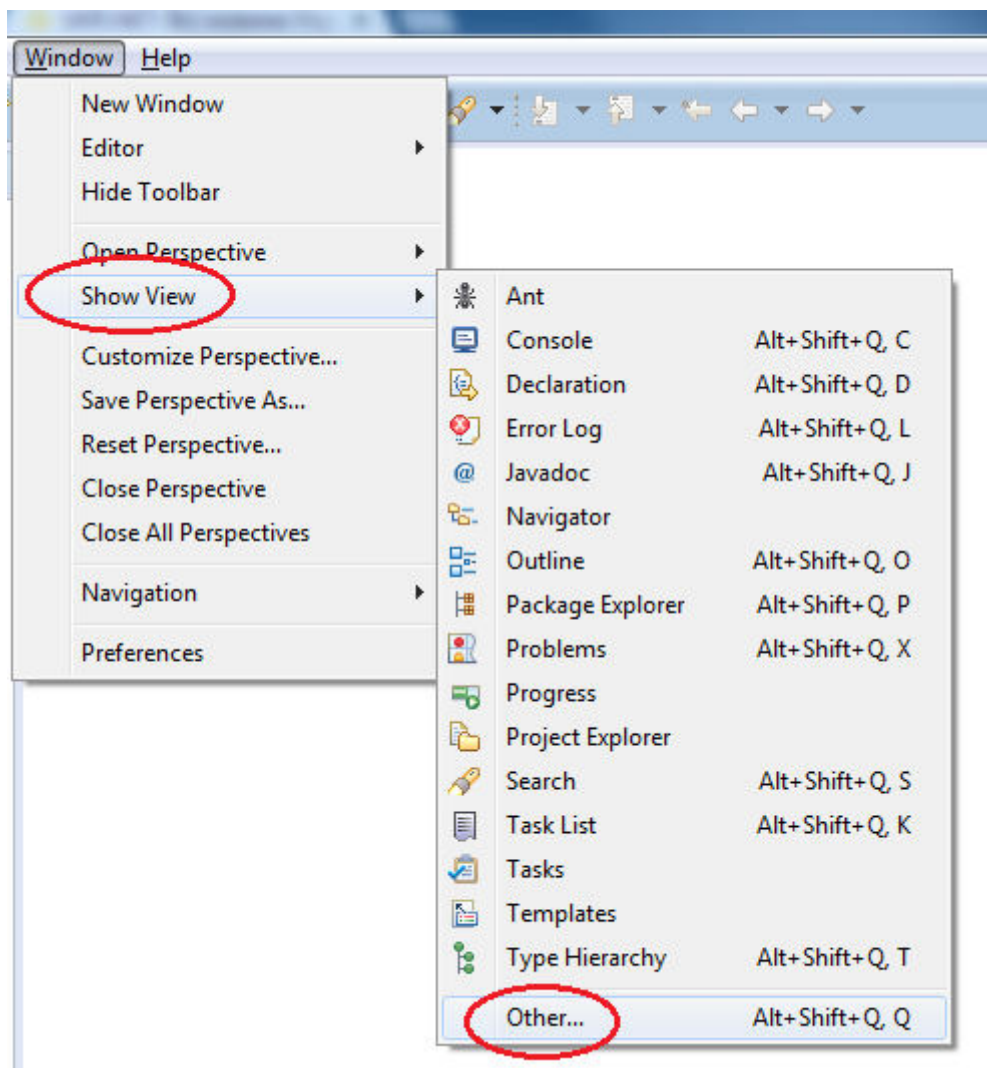 Window Help
New Window
Editor
Hide Toolbar
Open Perspective
Show View
Customize Perspective...
Save Perspective As...
Reset Perspective...
Close Perspective
Close All Perspectives
Navigation
Preferences
Ant
Console Alt+Shift+Q, C
Declaration Alt+Shift+Q, D
Error Log Alt+Shift+Q, L
Javadoc Alt+Shift+Q, J
Navigator
Outline Alt+Shift+Q, O
Package Explorer Alt+Shift+Q, P
Problems Alt+Shift+Q, X
Progress
Project Explorer
Search Alt+Shift+Q, S
Task List Alt+Shift+Q, K
Tasks
Templates
Type Hierarchy Alt+Shift+Q, T
Other... Alt+Shift+Q, Q